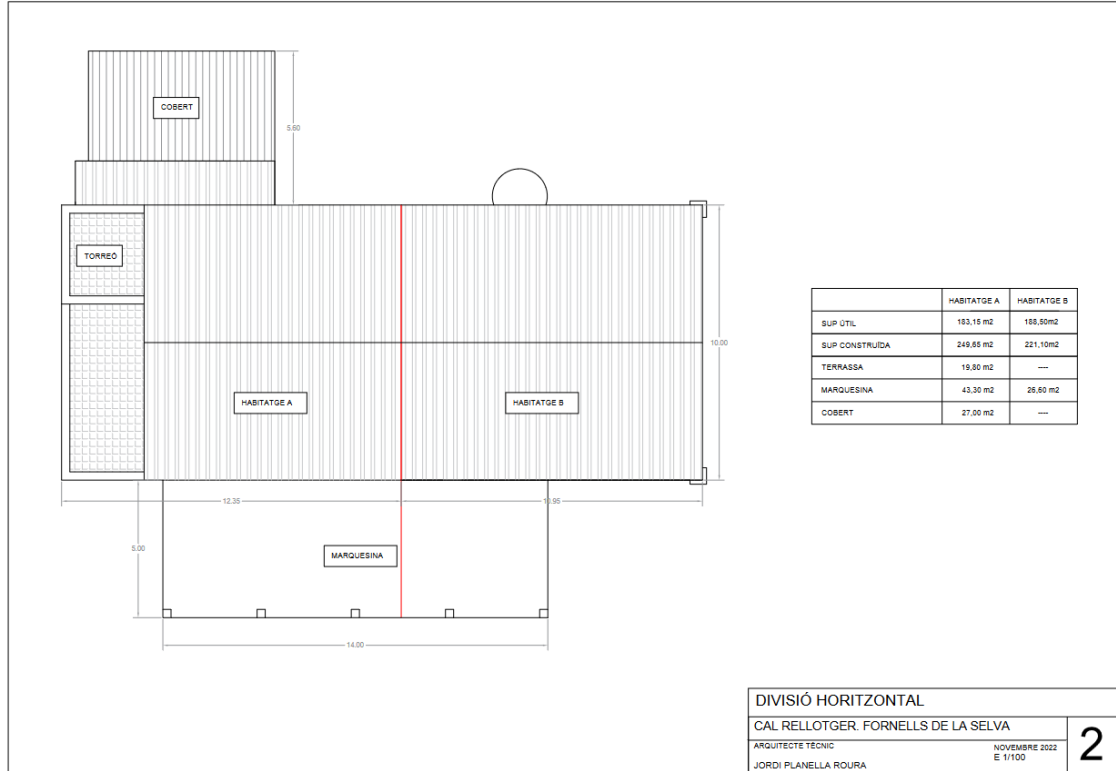 COBERT
5.60
TORREÓ
10.00
HABITATGE A
HABITATGE B
12.35
10.95
5.00
MARQUESINA
14.00
HABITATGE A HABITATGE B
SUP ÚTIL 183,15 m2 188,50m2
SUP CONSTRUÏDA 249,65 m2 221,10m2
TERRASSA 19,80 m2 ----
MARQUESINA 43,30 m2 26,60 m2
COBERT 27,00 m2 ----
DIVISIÓ HORITZONTAL
CAL RELLOTGER. FORNELLS DE LA SELVA
ARQUITECTE TÈCNIC
NOVEMBRE 2022
E 1/100
JORDI PLANELLA ROURA
2